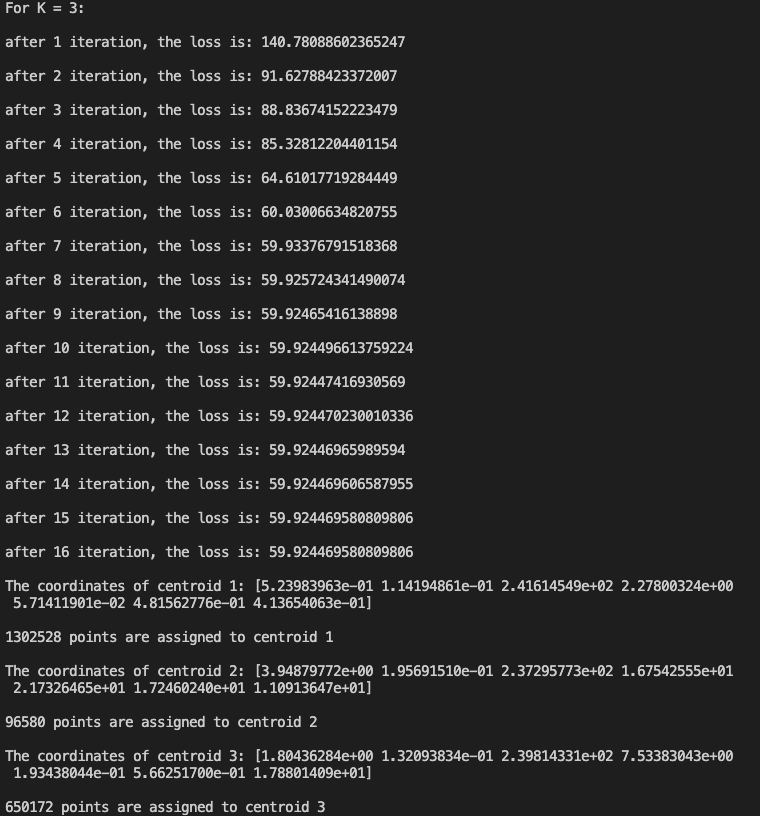 For K = 3:
after 1 iteration, the loss is: 140.78088602365247
after 2 iteration, the loss is: 91.62788423372007
after 3 iteration, the loss is: 88.83674152223479
after 4 iteration, the loss is: 85.32812204401154
after 5 iteration, the loss is: 64.61017719284449
after 6 iteration, the loss is: 60.03006634820755
after 7 iteration, the loss is: 59.93376791518368
after 8 iteration, the loss is: 59.925724341490074
after 9 iteration, the loss is: 59.92465416138898
after 10 iteration, the loss is: 59.924496613759224
after 11 iteration, the loss is: 59.92447416930569
after 12 iteration, the loss is: 59.924470230010336
after 13 iteration, the loss is: 59.92446965989594
after 14 iteration, the loss is: 59.924469606587955
after 15 iteration, the loss is: 59.924469580809806
after 16 iteration, the loss is: 59.924469580809806
The coordinates of centroid 1: [5.23983963e-01 1.14194861e-01 2.41614549e+02 2.27800324e+00
5.71411901e-02 4.81562776e-01 4.13654063e-01]
1302528 points are assigned to centroid 1
The coordinates of centroid 2: [3.94879772e+00 1.95691510e-01 2.37295773e+02 1.67542555e+01
2.17326465e+01 1.72460240e+01 1.10913647e+01]
96580 points are assigned to centroid 2
The coordinates of centroid 3: [1.80436284e+00 1.32093834e-01 2.39814331e+02 7.53383043e+00
1.93438044e-01 5.66251700e-01 1.78801409e+01]
650172 points are assigned to centroid 3